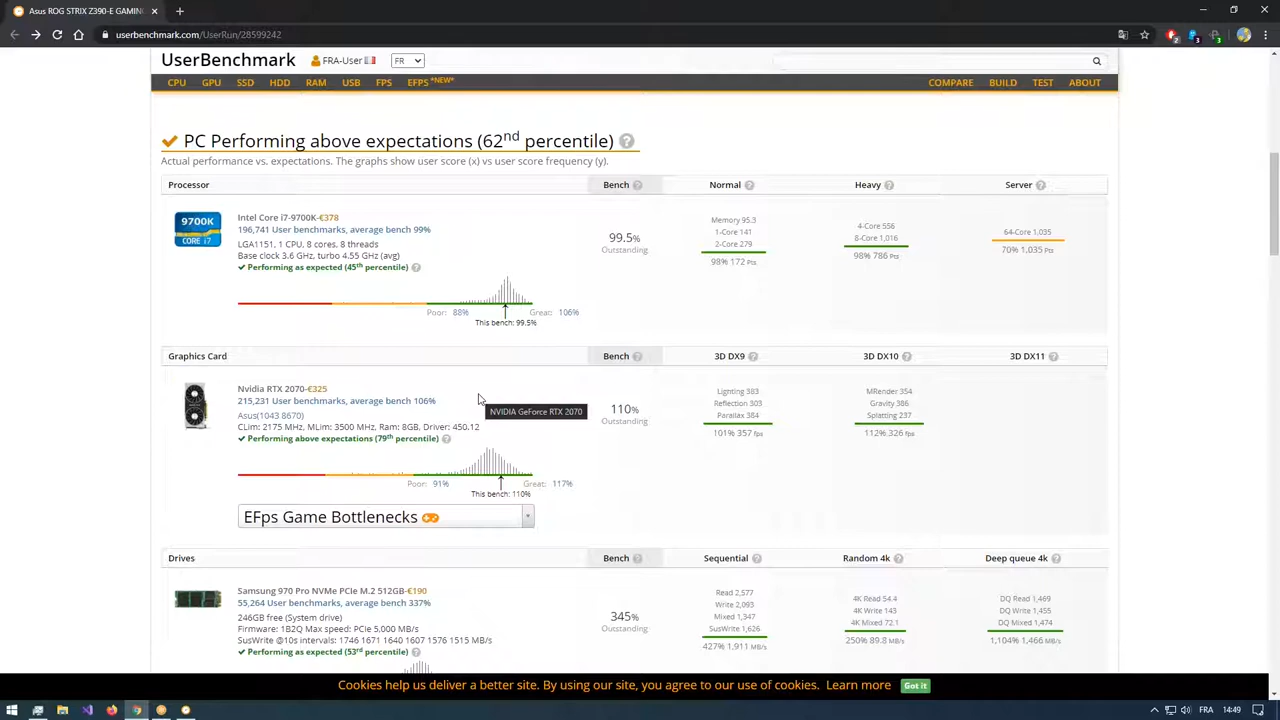 Asus ROG STRIX Z390-E GAMIN
userbenchmark.com/UserRun/28599242
UserBenchmark FRA-User FR
CPU GPU SSD HDD RAM USB FPS EFPS *NEW* COMPARE BUILD TEST ABOUT
PC Performing above expectations (62nd percentile) ?
Actual performance vs. expectations. The graphs show user score (x) vs user score frequency (y).
Processor Bench ? Normal ? Heavy ? Server ?
9700K
CORE i7
Intel Core i7-9700K-€378
196,741 User benchmarks, average bench 99%
LGA1151, 1 CPU, 8 cores, 8 threads
Base clock 3.6 GHz, turbo 4.55 GHz (avg)
Performing as expected (45th percentile) ?
Poor: 88% Great: 106%
This bench: 99.5%
99.5%
Outstanding
Memory 95.3
1-Core 141
2-Core 279
98% 172 Pts
4-Core 556
8-Core 1,016
98% 786 Pts
64-Core 1,035
70% 1,035 Pts
Graphics Card Bench ? 3D DX9 ? 3D DX10 ? 3D DX11 ?
Nvidia RTX 2070-€325
215,231 User benchmarks, average bench 106%
Asus(1043 8670)
CLim: 2175 MHz, MLim: 3500 MHz, Ram: 8GB, Driver: 450.12
Performing above expectations (79th percentile) ?
NVIDIA GeForce RTX 2070
Poor: 91% Great: 117%
This bench: 110%
110%
Outstanding
Lighting 383
Reflection 303
Parallax 384
101% 357 fps
MRender 354
Gravity 386
Splatting 237
112% 326 fps
EFps Game Bottlenecks
Drives Bench ? Sequential ? Random 4k ? Deep queue 4k ?
Samsung 970 Pro NVMe PCIe M.2 512GB-€190
55,264 User benchmarks, average bench 337%
246GB free (System drive)
Firmware: 1B2Q Max speed: PCIe 5,000 MB/s
SusWrite @10s intervals: 1746 1671 1640 1607 1576 1515 MB/s
Performing as expected (53rd percentile) ?
345%
Outstanding
Read 2,577
Write 2,093
Mixed 1,347
SusWrite 1,626
427% 1,911 MB/s
4K Read 54.4
4K Write 143
4K Mixed 72.1
250% 89.8 MB/s
DQ Read 1,469
DQ Write 1,455
DQ Mixed 1,474
1,104% 1,466 MB/s
Cookies help us deliver a better site. By using our site, you agree to our use of cookies. Learn more Got it
FRA 14:49